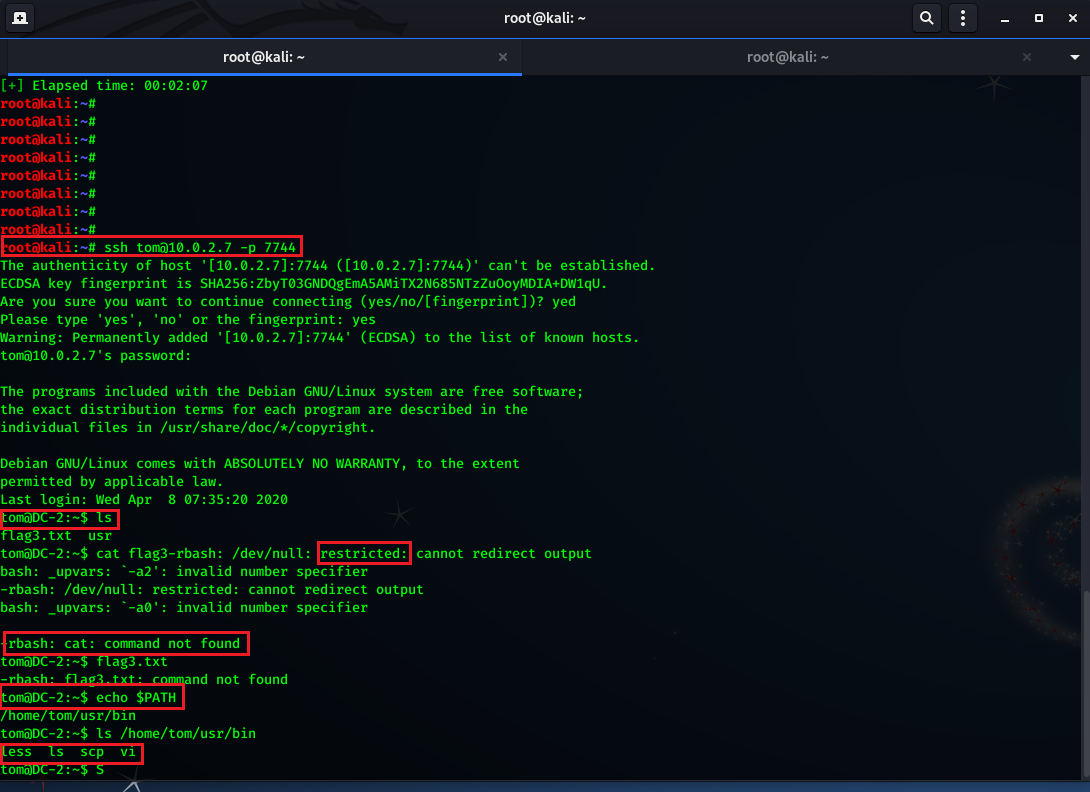 root@kali: ~
root@kali: ~
root@kali: ~
[+] Elapsed time: 00:02:07
root@kali:~#
root@kali:~#
root@kali:~#
root@kali:~#
root@kali:~#
root@kali:~#
root@kali:~#
root@kali:~#
root@kali:~# ssh tom@10.0.2.7 -p 7744
The authenticity of host '[10.0.2.7]:7744 ([10.0.2.7]:7744)' can't be established.
ECDSA key fingerprint is SHA256:ZbyT03GNDQgEmA5AMiTX2N685NTzZuOoyMDIA+DW1qU.
Are you sure you want to continue connecting (yes/no/[fingerprint])? yed
Please type 'yes', 'no' or the fingerprint: yes
Warning: Permanently added '[10.0.2.7]:7744' (ECDSA) to the list of known hosts.
tom@10.0.2.7's password:
The programs included with the Debian GNU/Linux system are free software;
the exact distribution terms for each program are described in the
individual files in /usr/share/doc/*/copyright.
Debian GNU/Linux comes with ABSOLUTELY NO WARRANTY, to the extent
permitted by applicable law.
Last login: Wed Apr  8 07:35:20 2020
tom@DC-2:~$ ls
flag3.txt  usr
tom@DC-2:~$ cat flag3-rbash: /dev/null: restricted: cannot redirect output
bash: _upvars: `-a2': invalid number specifier
-rbash: /dev/null: restricted: cannot redirect output
bash: _upvars: `-a0': invalid number specifier
-rbash: cat: command not found
tom@DC-2:~$ flag3.txt
-rbash: flag3.txt: command not found
tom@DC-2:~$ echo $PATH
/home/tom/usr/bin
tom@DC-2:~$ ls /home/tom/usr/bin
less  ls  scp  vi
tom@DC-2:~$ S